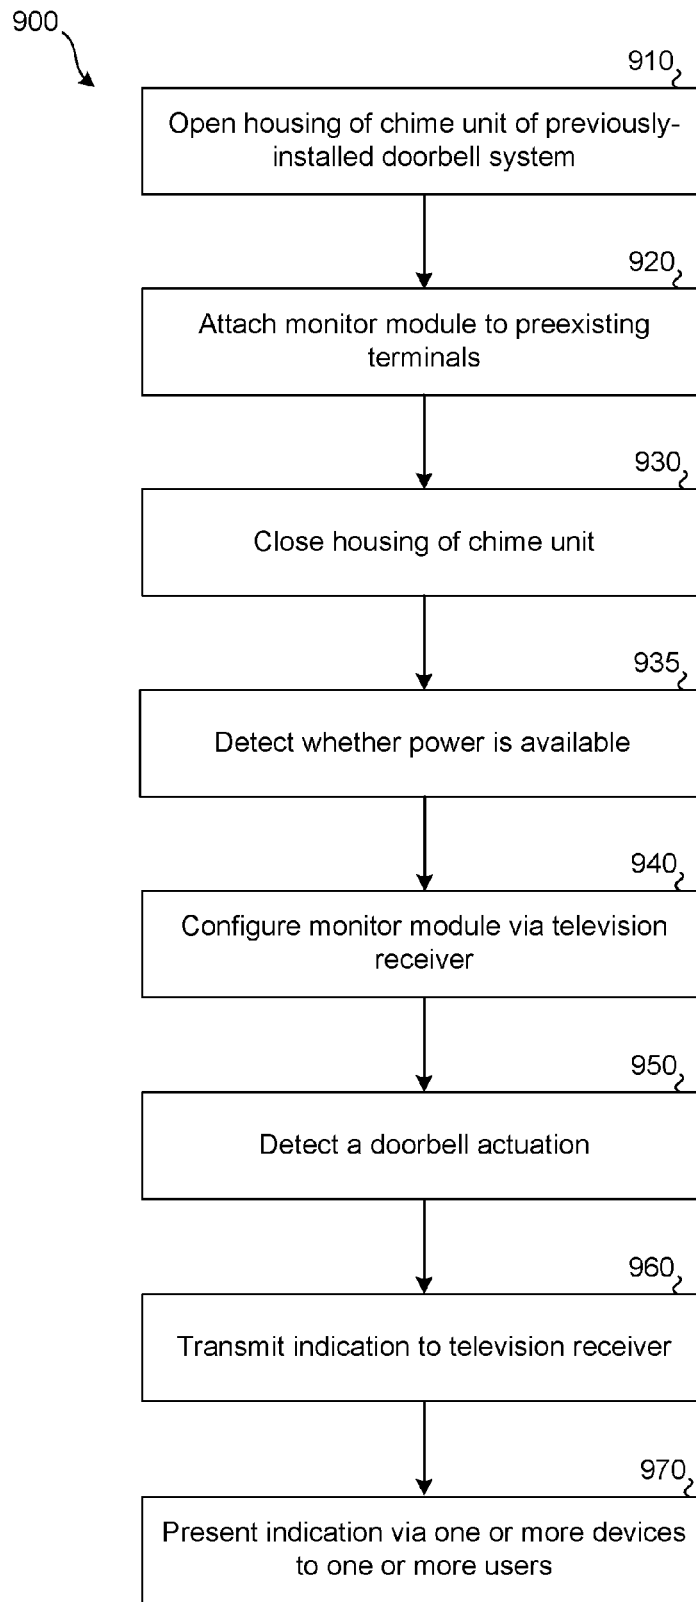 900
910
Open housing of chime unit of previously-
installed doorbell system
920
Attach monitor module to preexisting
terminals
930
Close housing of chime unit
935
Detect whether power is available
940
Configure monitor module via television
receiver
950
Detect a doorbell actuation
960
Transmit indication to television receiver
970
Present indication via one or more devices
to one or more users